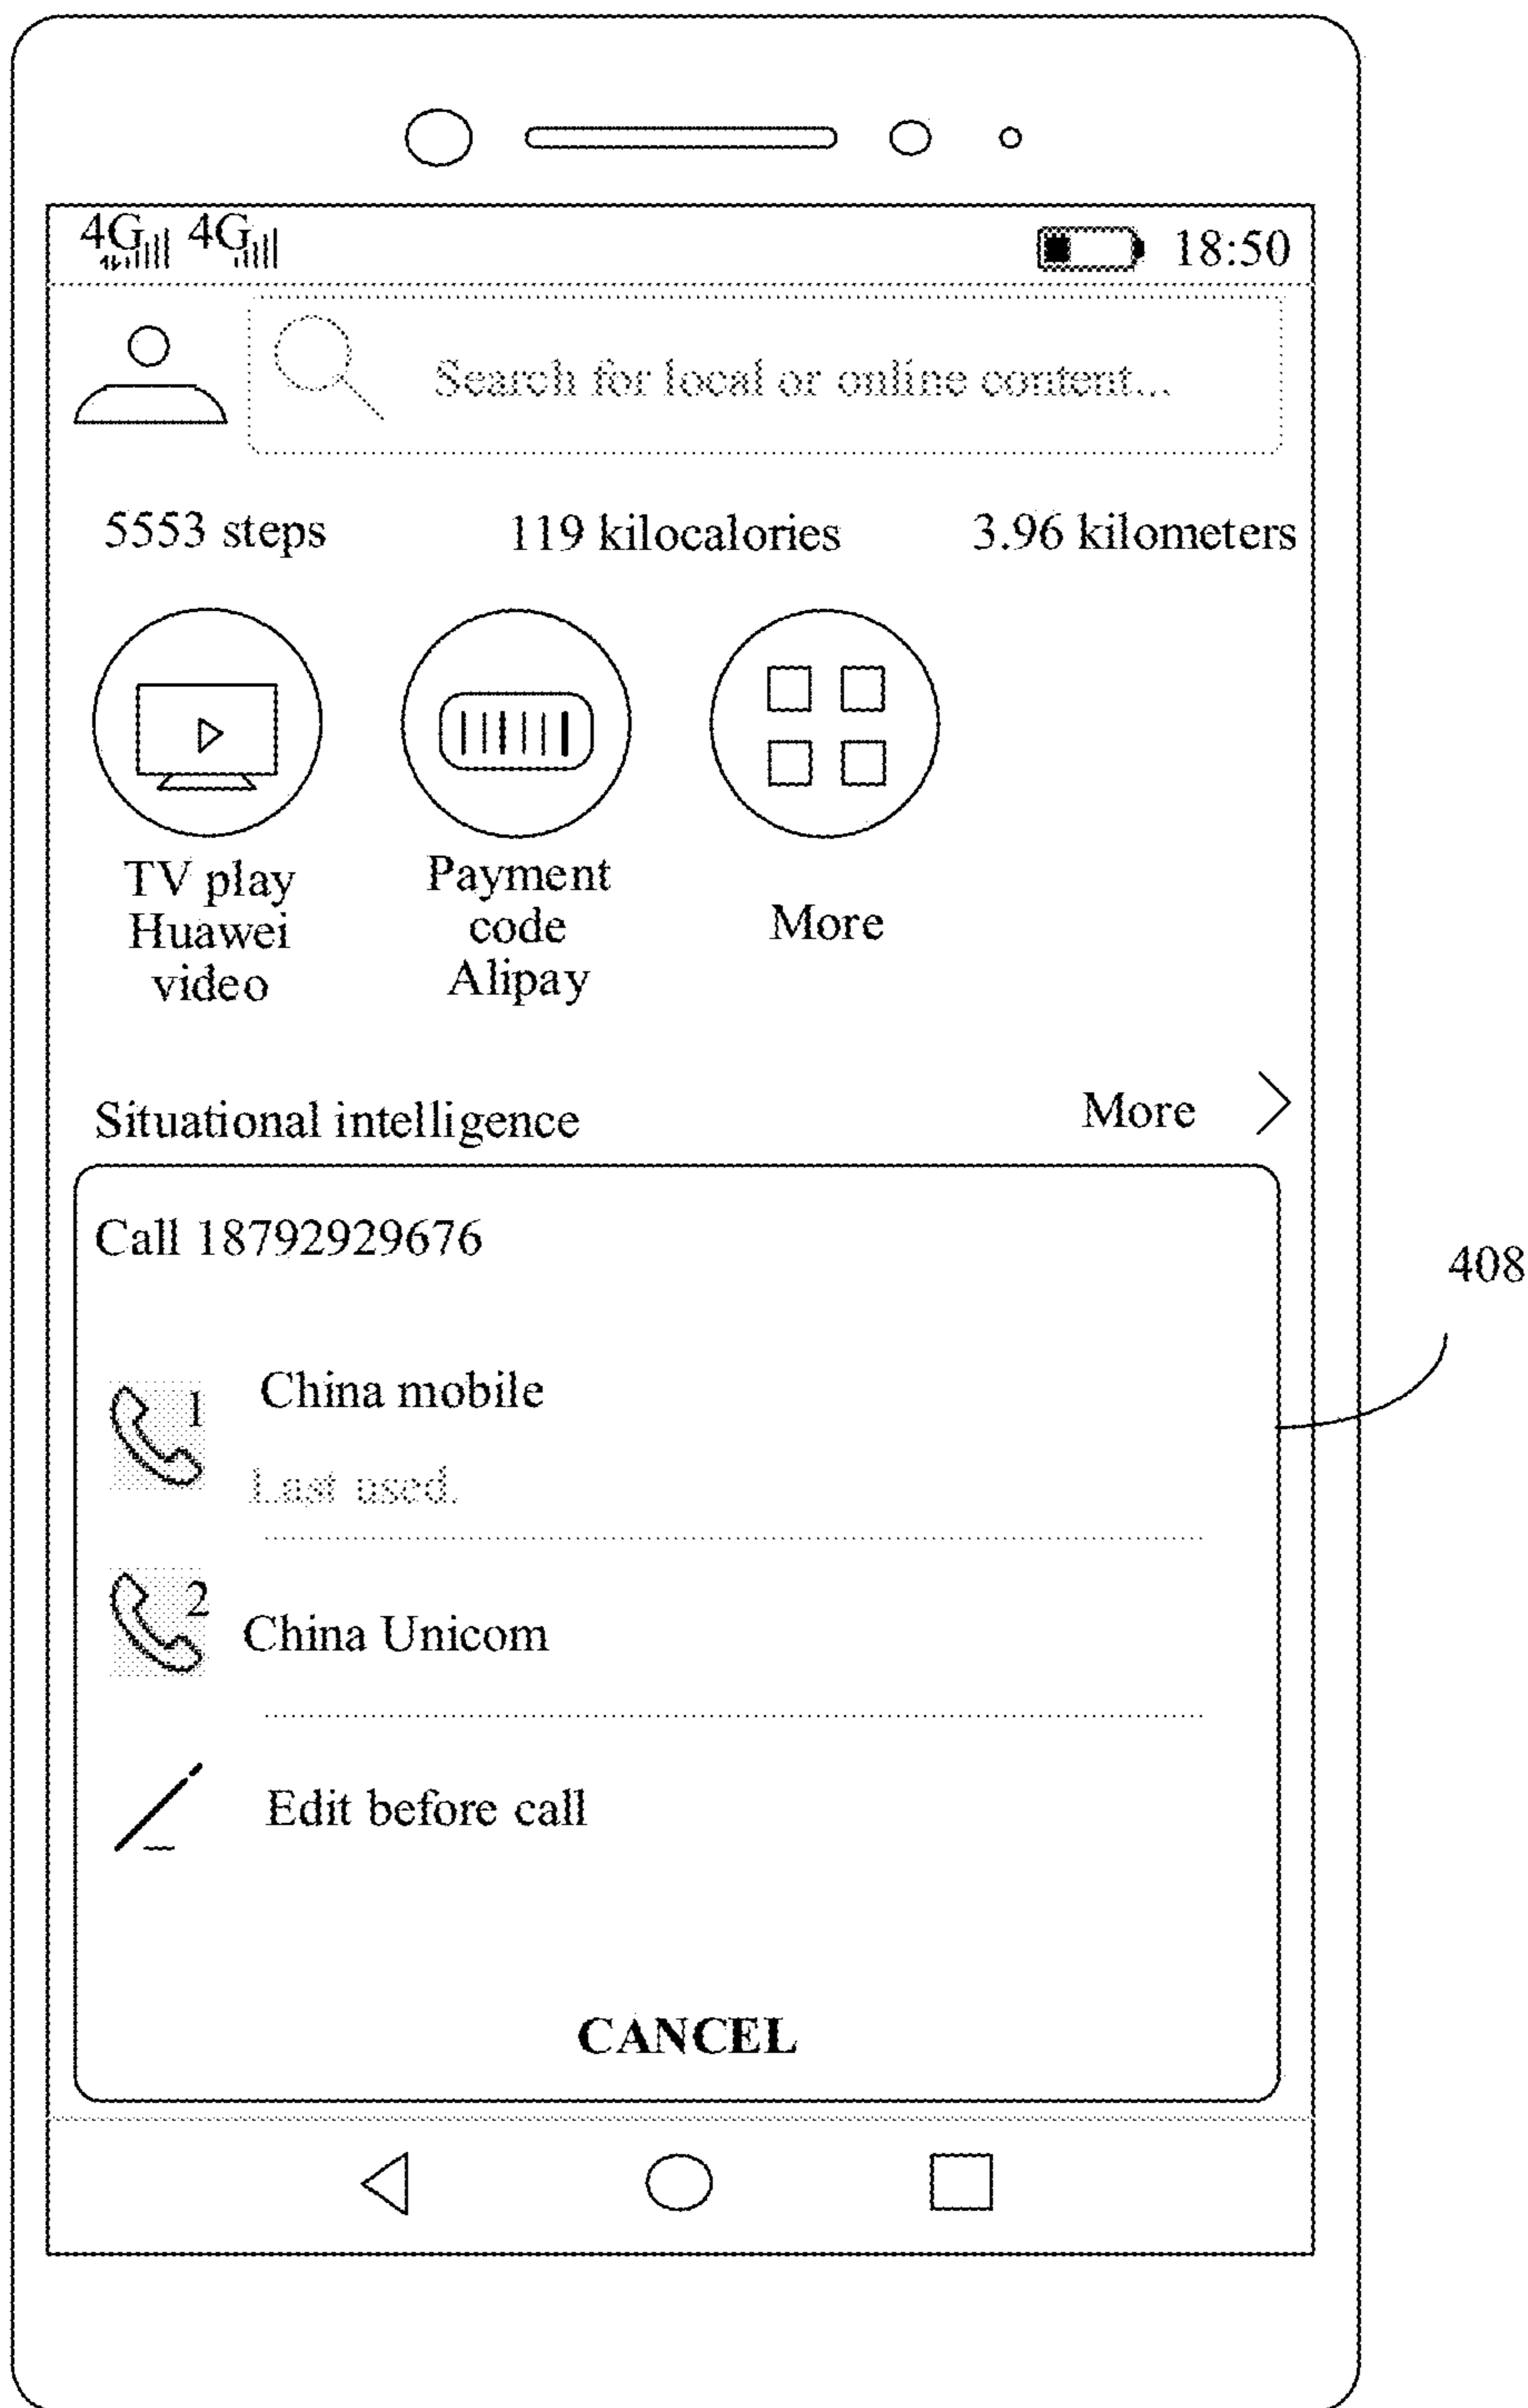 4G 4G 18:50
Search for local or online content...
5553 steps 119 kilocalories 3.96 kilometers
TV play
Huawei
video
Payment
code
Alipay
More
Situational intelligence More
Call 18792929676
408
1 China mobile
Last used.
2 China Unicom
Edit before call
CANCEL